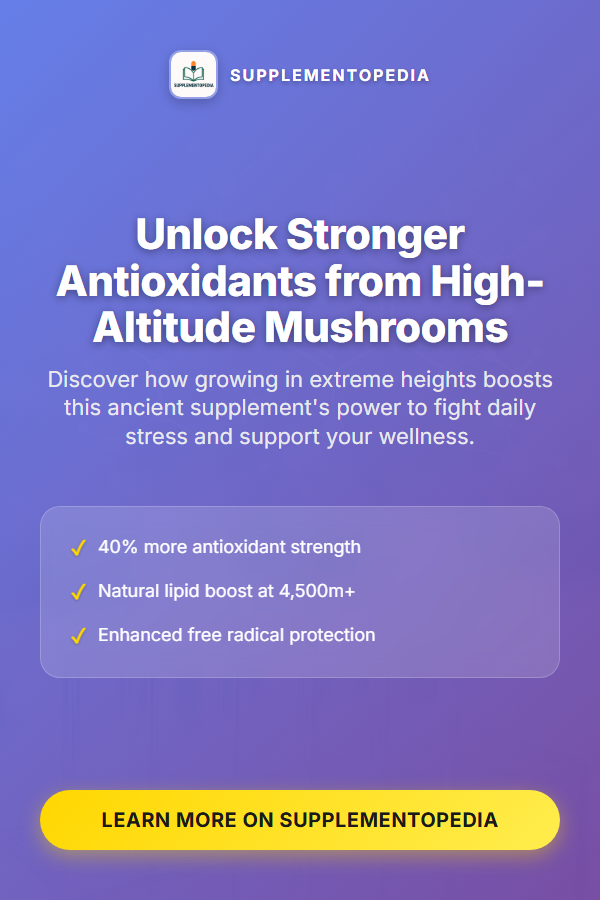 SUPPLEMENTOPEDIA
SUPPLEMENTOPEDIA
Unlock Stronger
Antioxidants from High-
Altitude Mushrooms
Discover how growing in extreme heights boosts
this ancient supplement's power to fight daily
stress and support your wellness.
✓ 40% more antioxidant strength
✓ Natural lipid boost at 4,500m+
✓ Enhanced free radical protection
LEARN MORE ON SUPPLEMENTOPEDIA